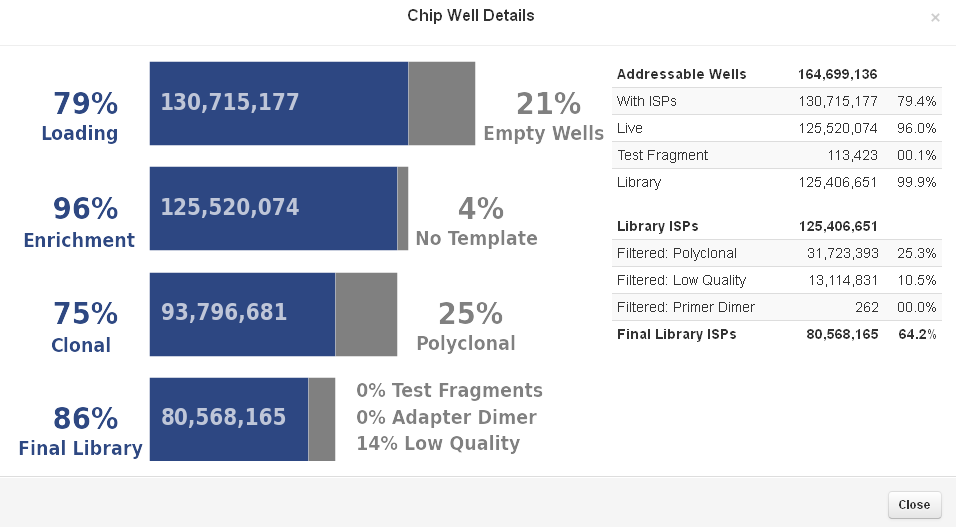 Chip Well Details
×
79%
Loading
130,715,177
21%
Empty Wells
96%
Enrichment
125,520,074
4%
No Template
75%
Clonal
93,796,681
25%
Polyclonal
86%
Final Library
80,568,165
0% Test Fragments
0% Adapter Dimer
14% Low Quality
Addressable Wells 164,699,136
With ISPs 130,715,177 79.4%
Live 125,520,074 96.0%
Test Fragment 113,423 00.1%
Library 125,406,651 99.9%
Library ISPs 125,406,651
Filtered: Polyclonal 31,723,393 25.3%
Filtered: Low Quality 13,114,831 10.5%
Filtered: Primer Dimer 262 00.0%
Final Library ISPs 80,568,165 64.2%
Close